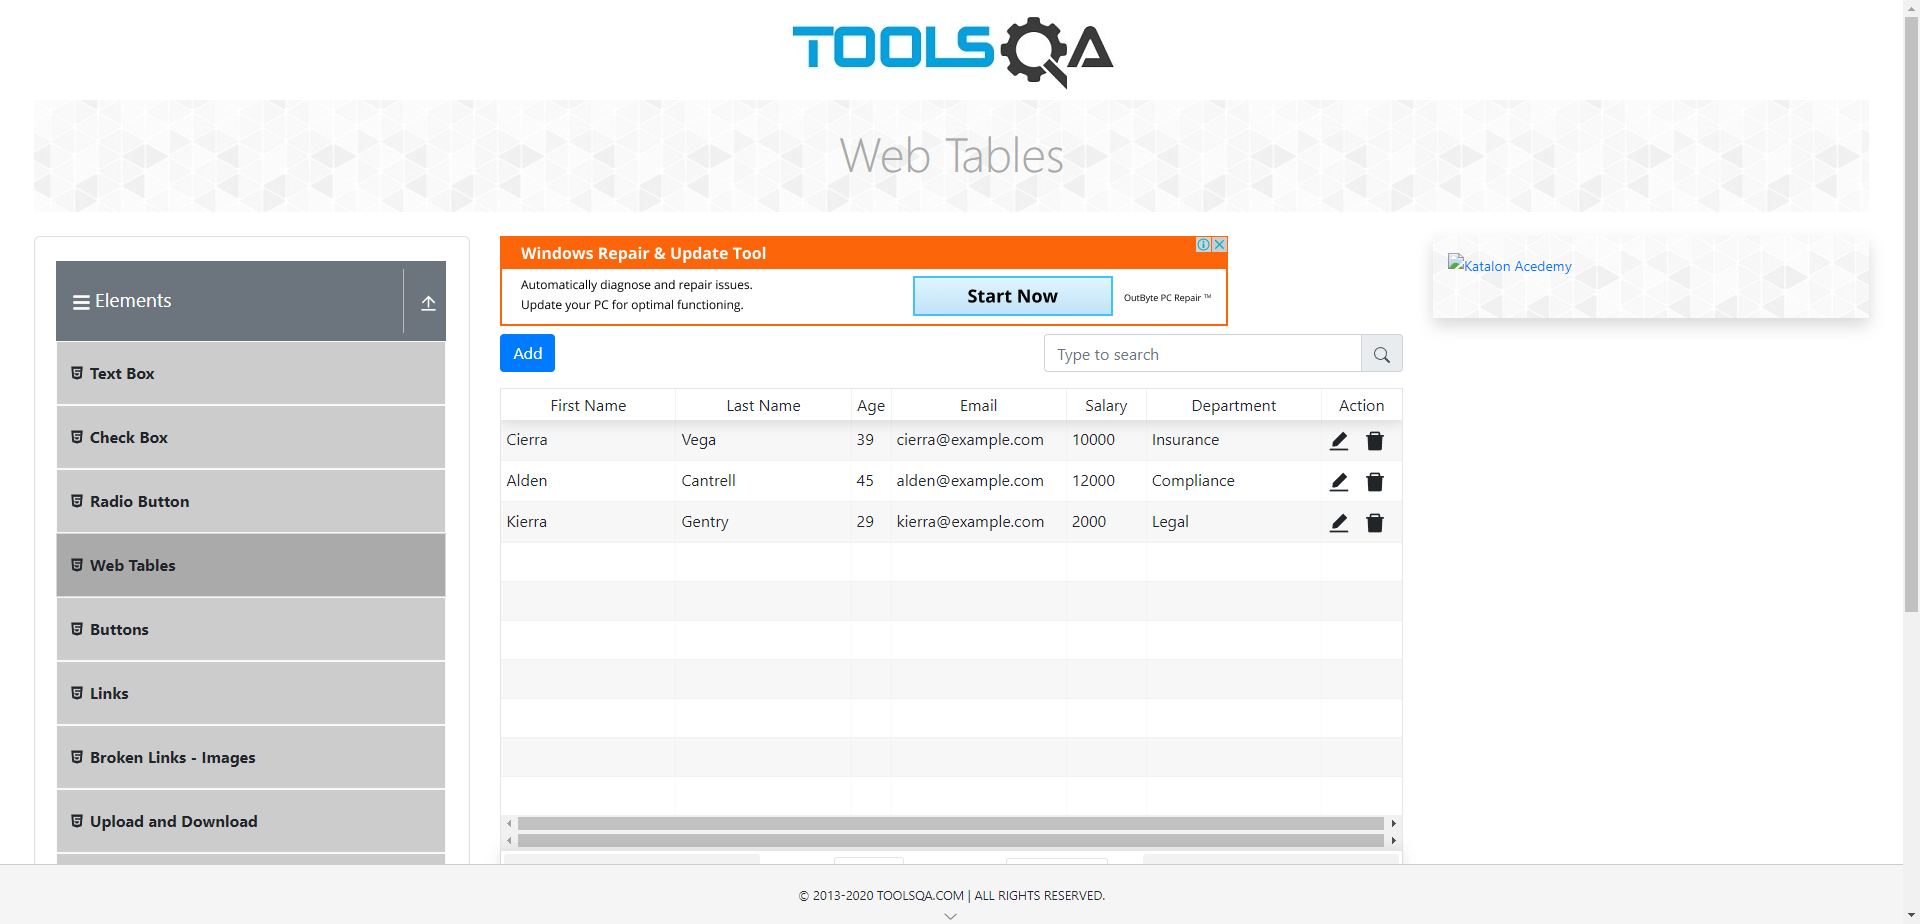 TOOLSQA
Web Tables
Elements
Text Box
Check Box
Radio Button
Web Tables
Buttons
Links
Broken Links - Images
Upload and Download
Windows Repair & Update Tool
Automatically diagnose and repair issues.
Update your PC for optimal functioning.
Start Now
OutByte PC Repair ™
Add
Type to search
First Name Last Name Age Email Salary Department Action
Cierra Vega 39 cierra@example.com 10000 Insurance
Alden Cantrell 45 alden@example.com 12000 Compliance
Kierra Gentry 29 kierra@example.com 2000 Legal
Katalon Acedemy
© 2013-2020 TOOLSQA.COM | ALL RIGHTS RESERVED.